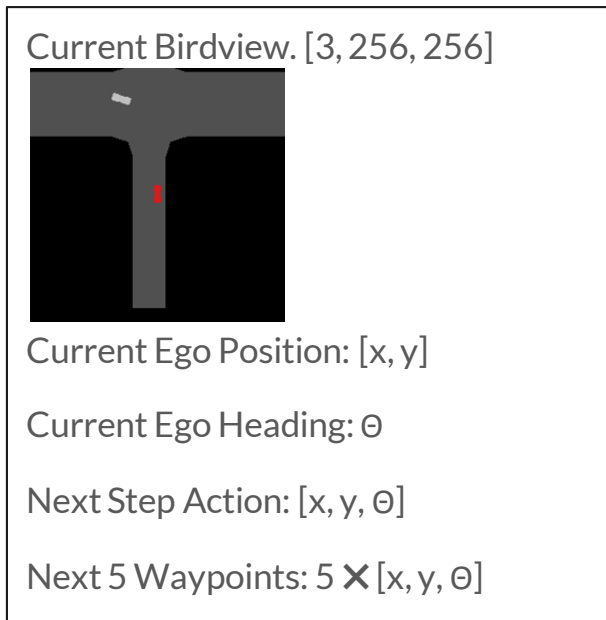 Current Birdview. [3, 256, 256]
Current Ego Position: [x, y]
Current Ego Heading: Θ
Next Step Action: [x, y, Θ]
Next 5 Waypoints: 5 ✕ [x, y, Θ]